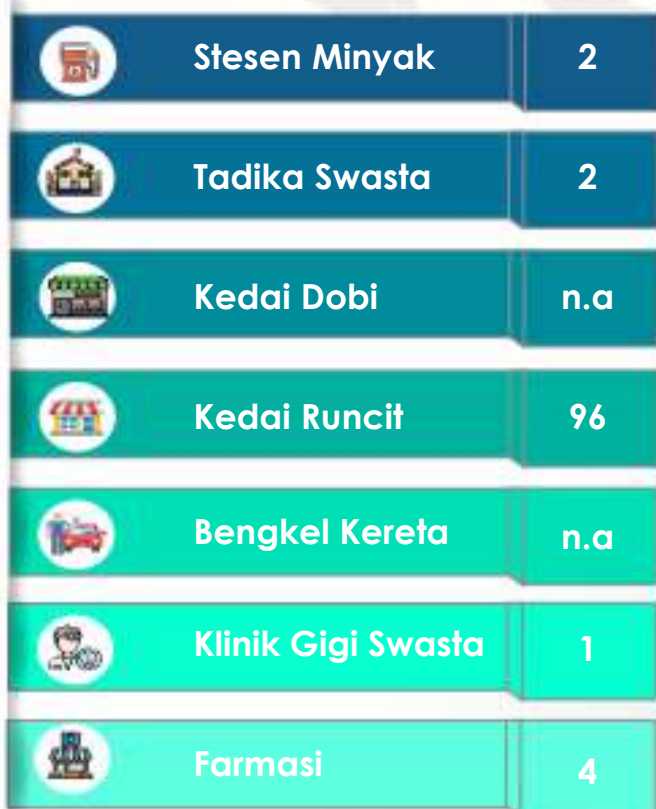 Stesen Minyak 2
Tadika Swasta 2
Kedai Dobi n.a
Kedai Runcit 96
Bengkel Kereta n.a
Klinik Gigi Swasta 1
Farmasi 4